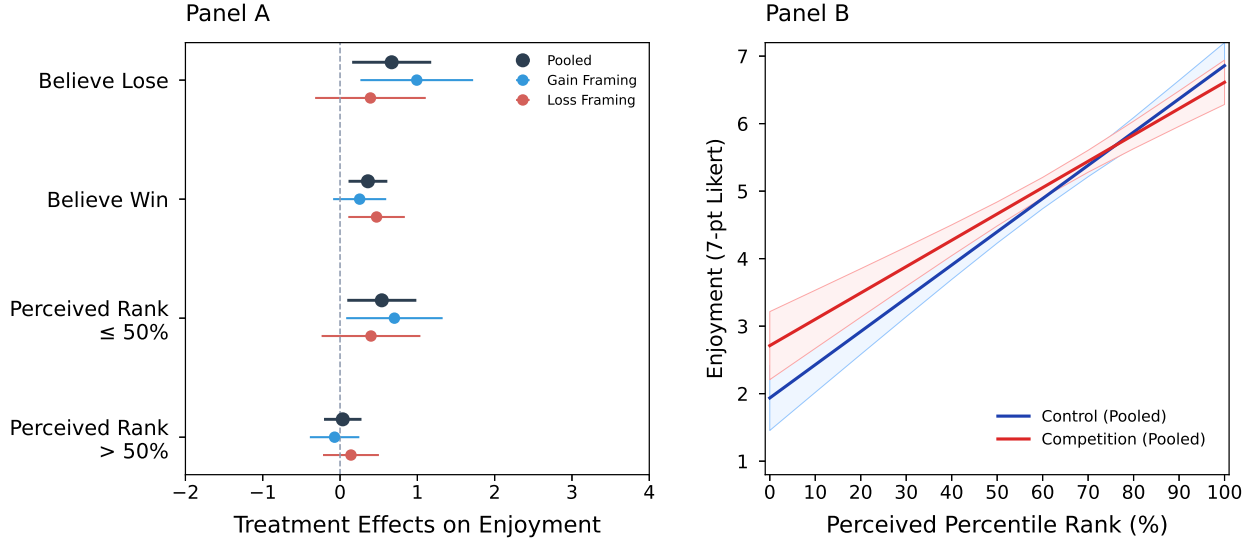 Panel A
Believe Lose
Believe Win
Perceived Rank
≤ 50%
Perceived Rank
> 50%
Pooled
Gain Framing
Loss Framing
−2 −1 0 1 2 3 4
Treatment Effects on Enjoyment
Panel B
Enjoyment (7-pt Likert)
7
6
5
4
3
2
1
Control (Pooled)
Competition (Pooled)
0 10 20 30 40 50 60 70 80 90 100
Perceived Percentile Rank (%)